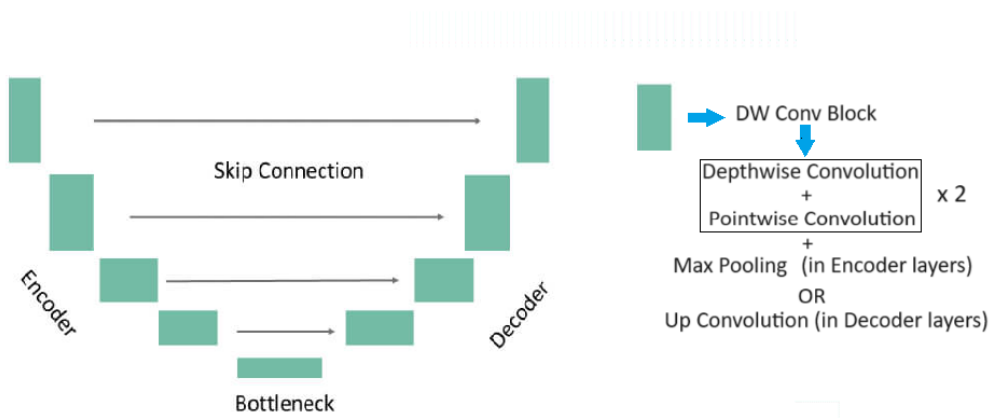 Skip Connection
Encoder
Decoder
Bottleneck
DW Conv Block
Depthwise Convolution
+
Pointwise Convolution
x 2
+
Max Pooling (in Encoder layers)
OR
Up Convolution (in Decoder layers)